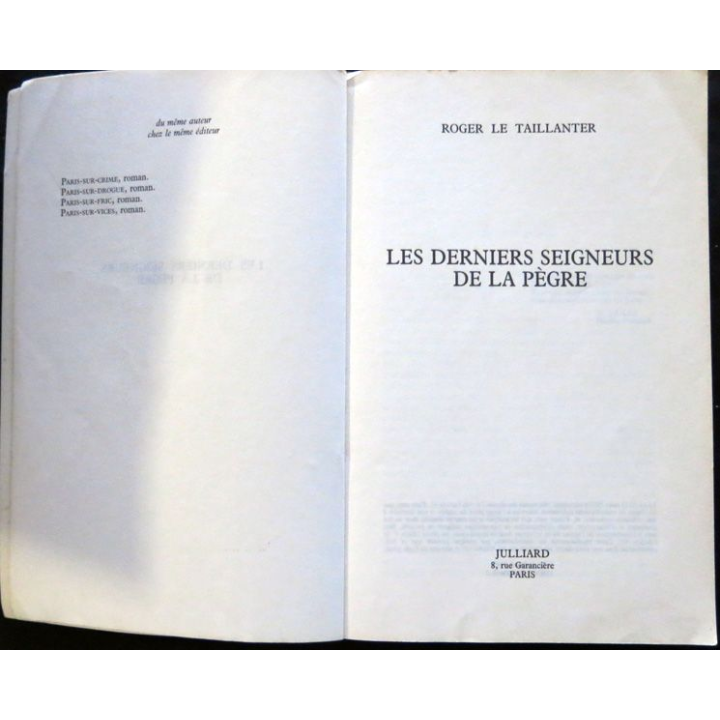 du même auteur
chez le même éditeur
PARIS-SUR-CRIME, roman.
PARIS-SUR-DROGUE, roman.
PARIS-SUR-FRIC, roman.
PARIS-SUR-VICES, roman.
ROGER LE TAILLANTER
LES DERNIERS SEIGNEURS
DE LA PÈGRE
JULLIARD
8, rue Garancière
PARIS